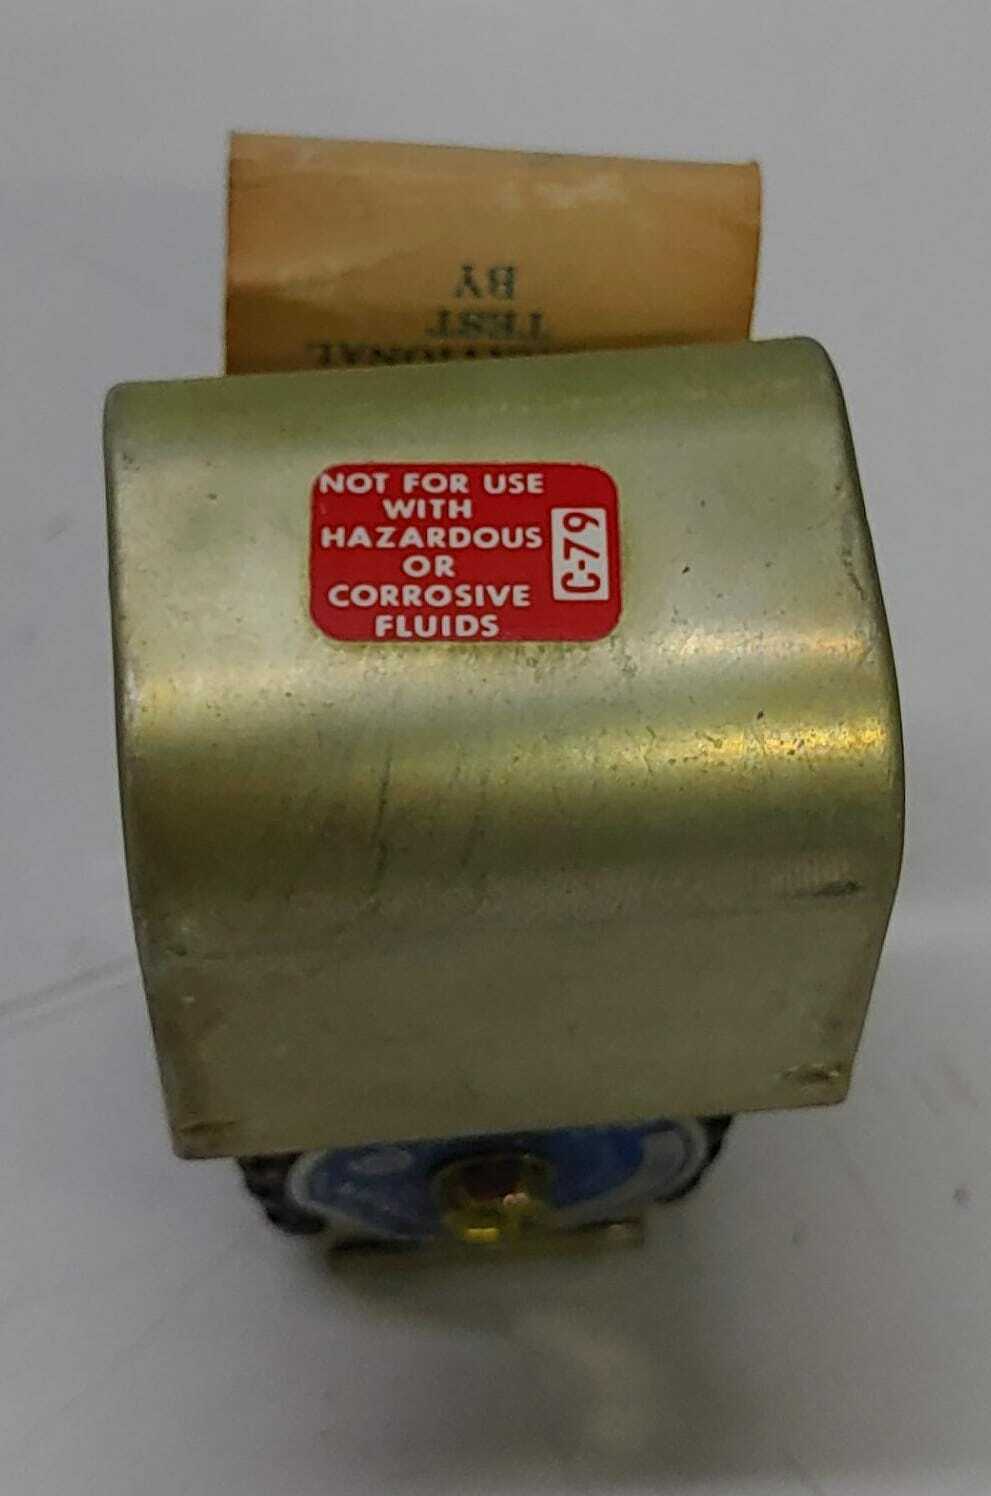 BY
TEST
NOT FOR USE
WITH
HAZARDOUS
OR
CORROSIVE
FLUIDS
C-79